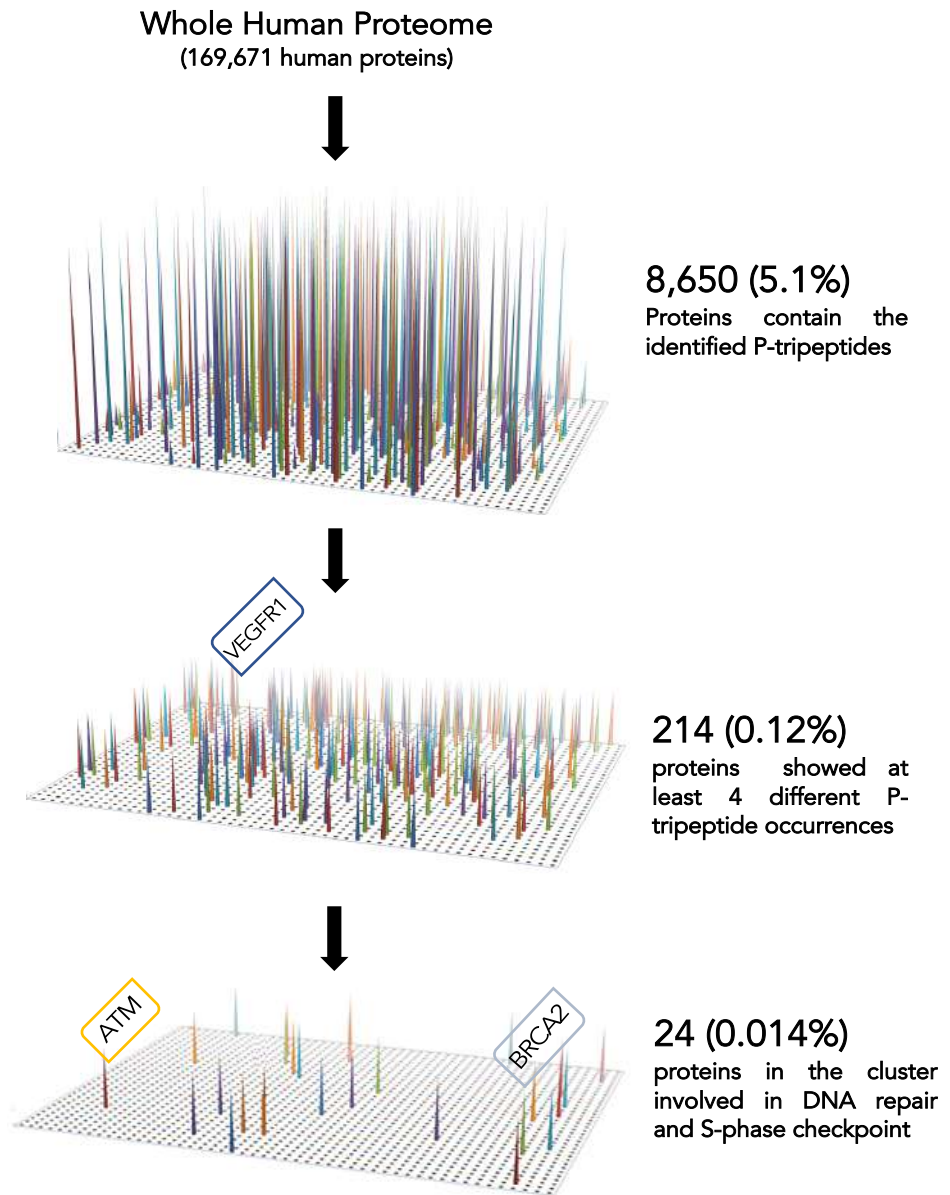 Whole Human Proteome
(169,671 human proteins)
8,650 (5.1%)
Proteins contain the
identified P-tripeptides
VEGFR1
214 (0.12%)
proteins showed at
least 4 different P-
tripeptide occurrences
ATM
BRCA2
24 (0.014%)
proteins in the cluster
involved in DNA repair
and S-phase checkpoint